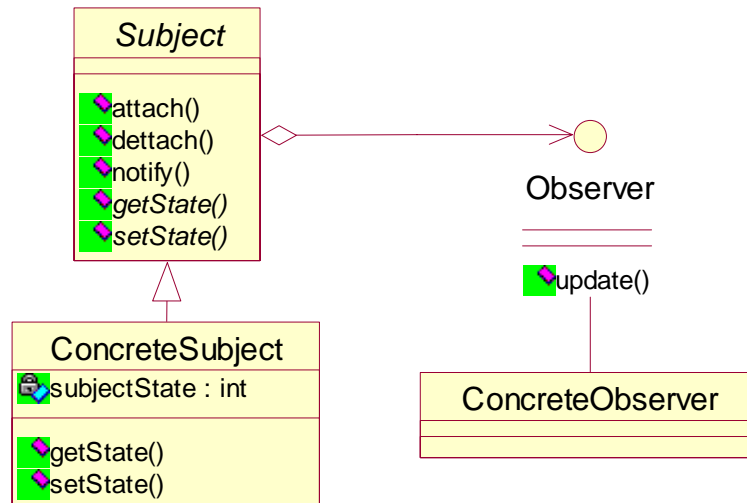 Subject
attach()
dettach()
notify()
getState()
setState()
Observer
update()
ConcreteSubject
subjectState : int
getState()
setState()
ConcreteObserver